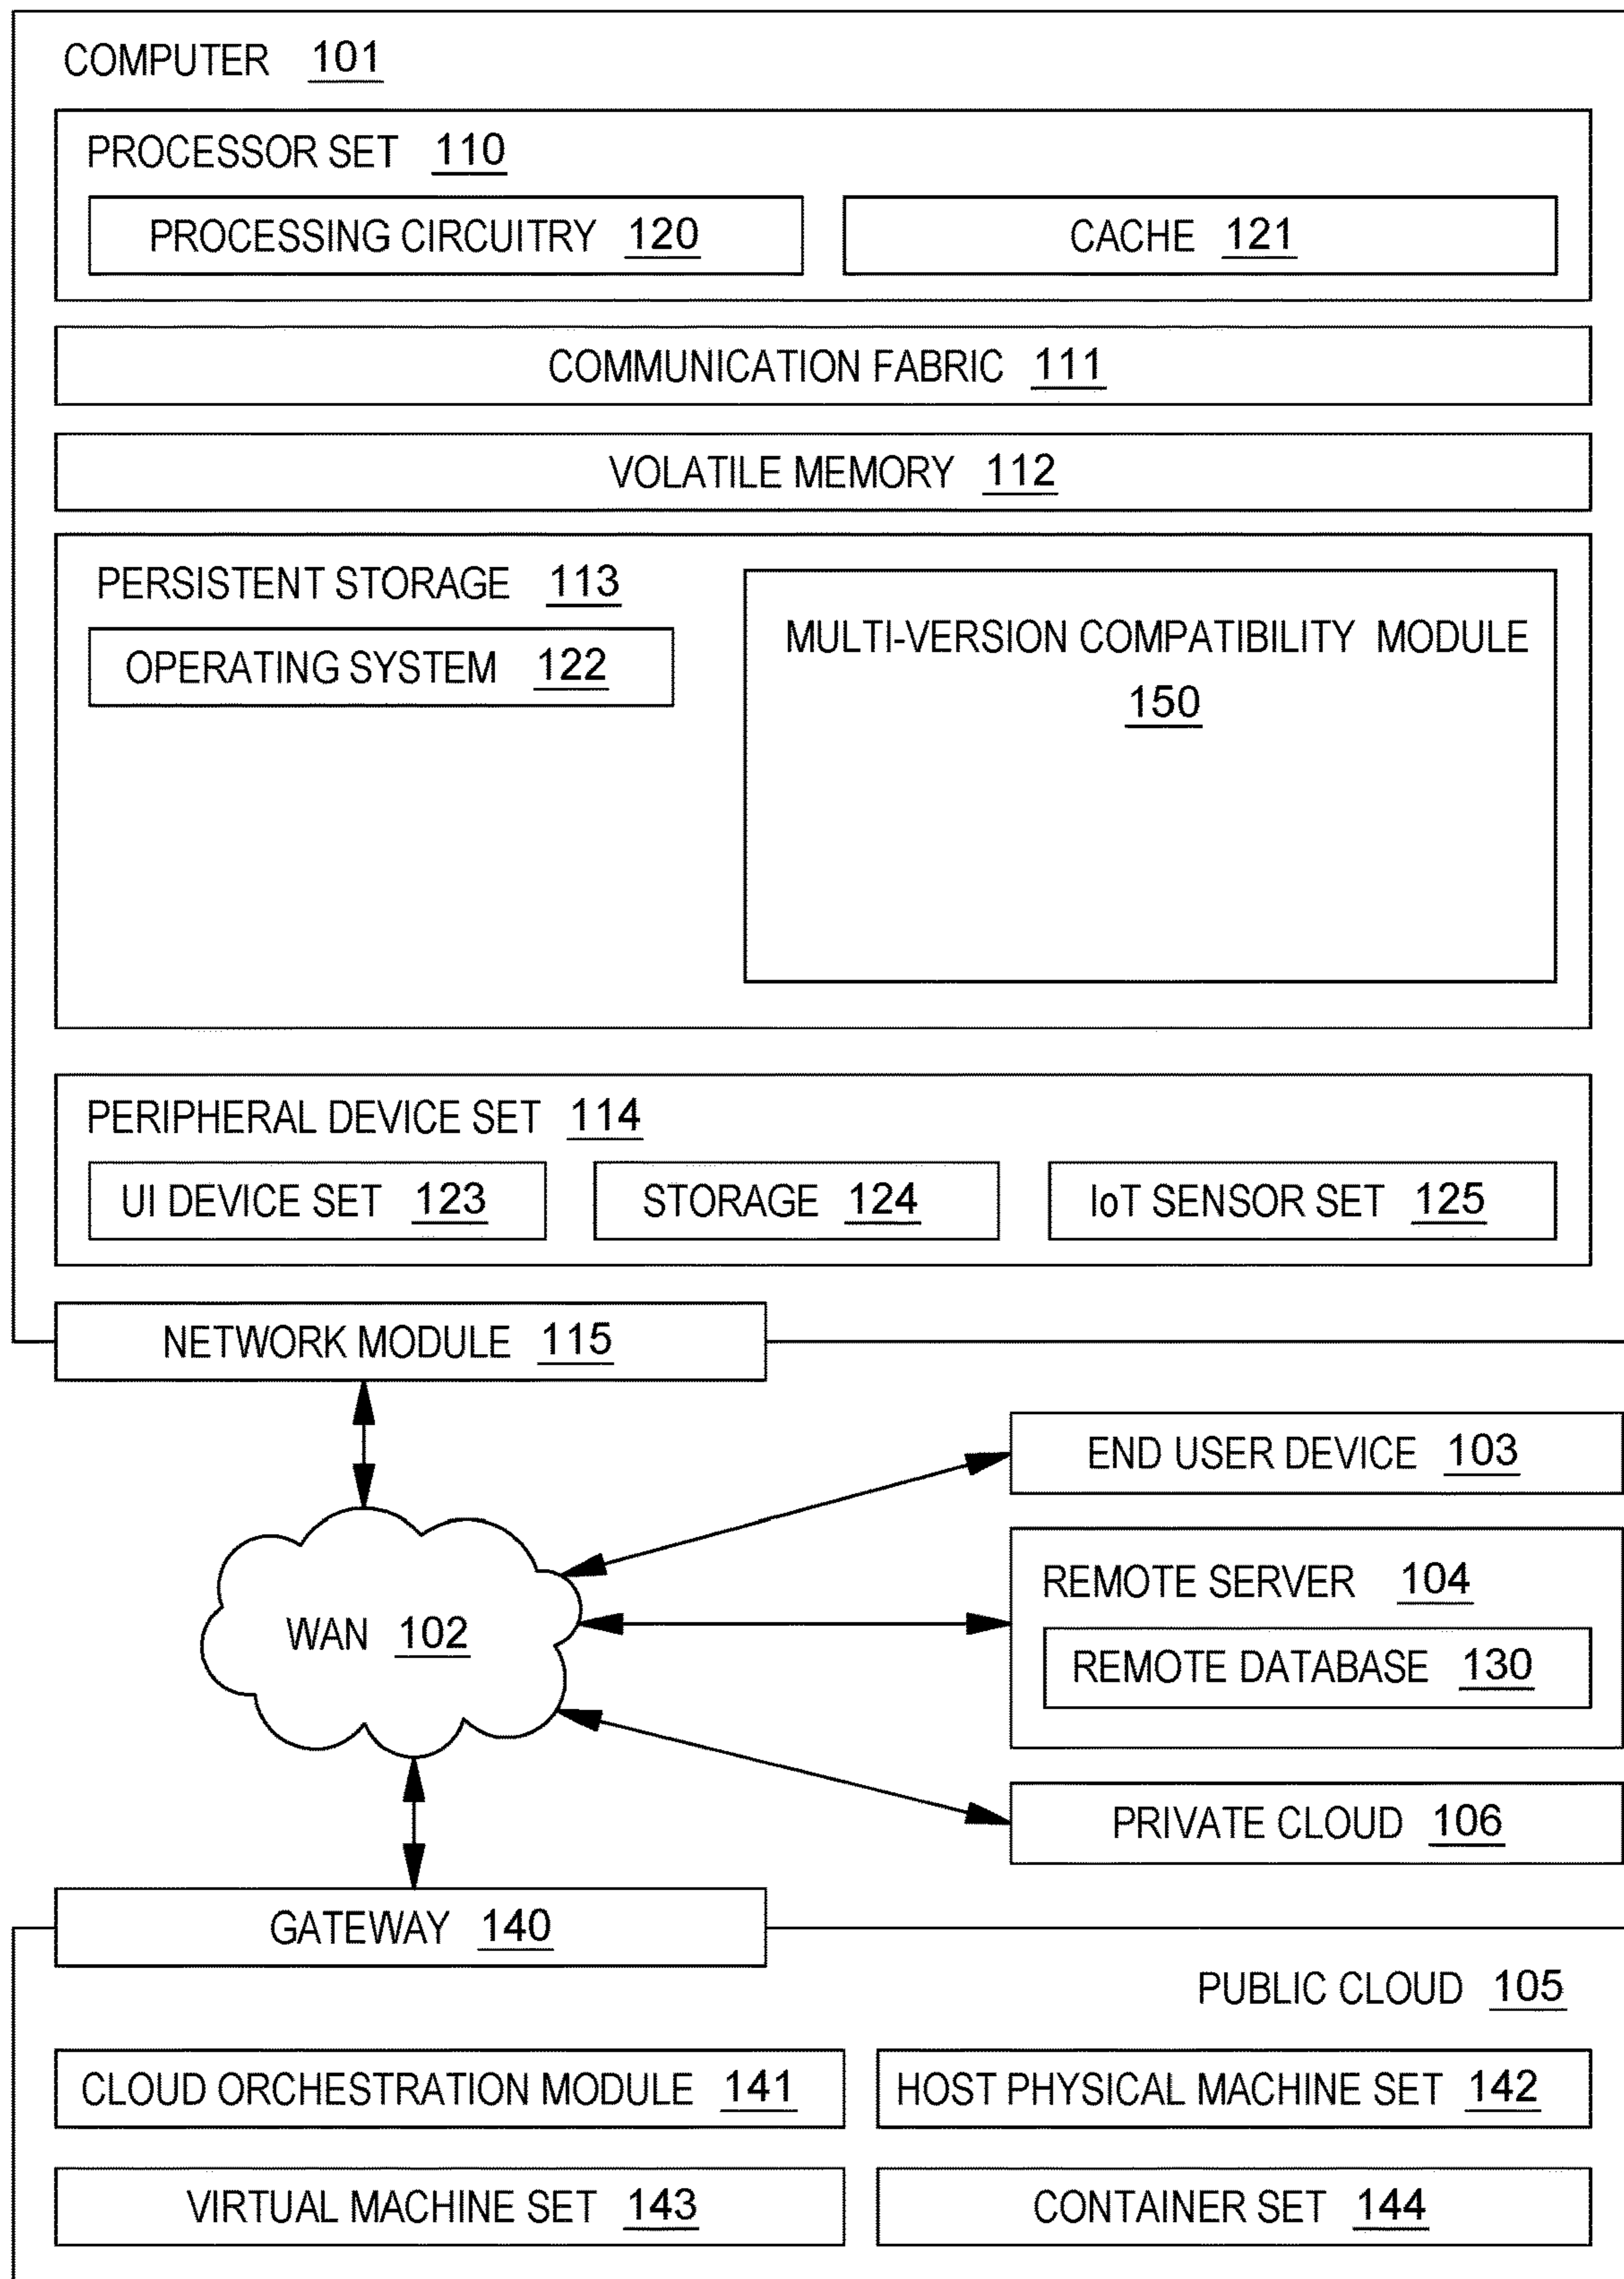 COMPUTER 101
PROCESSOR SET 110
PROCESSING CIRCUITRY 120
CACHE 121
COMMUNICATION FABRIC 111
VOLATILE MEMORY 112
PERSISTENT STORAGE 113
OPERATING SYSTEM 122
MULTI-VERSION COMPATIBILITY MODULE
150
PERIPHERAL DEVICE SET 114
UI DEVICE SET 123
STORAGE 124
IoT SENSOR SET 125
NETWORK MODULE 115
END USER DEVICE 103
WAN 102
REMOTE SERVER 104
REMOTE DATABASE 130
PRIVATE CLOUD 106
GATEWAY 140
PUBLIC CLOUD 105
CLOUD ORCHESTRATION MODULE 141
HOST PHYSICAL MACHINE SET 142
VIRTUAL MACHINE SET 143
CONTAINER SET 144